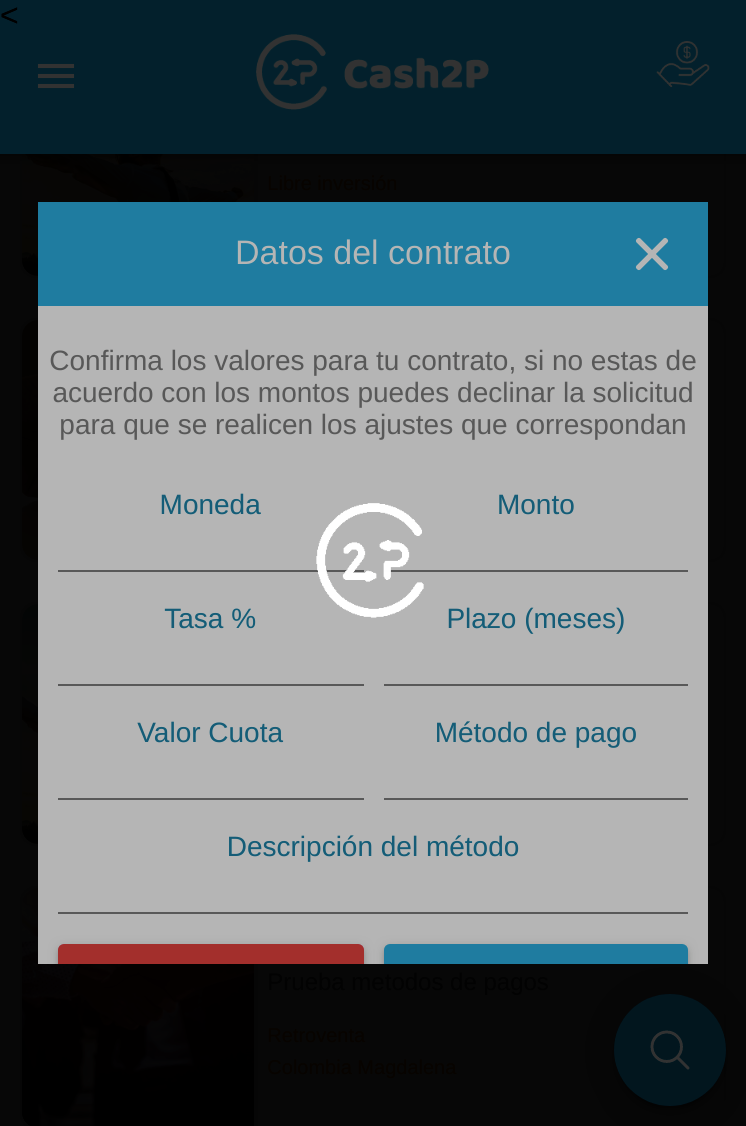 <
2P Cash2P
Libre inversión
Datos del contrato
Confirma los valores para tu contrato, si no estas de
acuerdo con los montos puedes declinar la solicitud
para que se realicen los ajustes que correspondan
Moneda Monto
2P
Tasa % Plazo (meses)
Valor Cuota Método de pago
Descripción del método
Prueba metodos de pagos
Colombia Magdalena